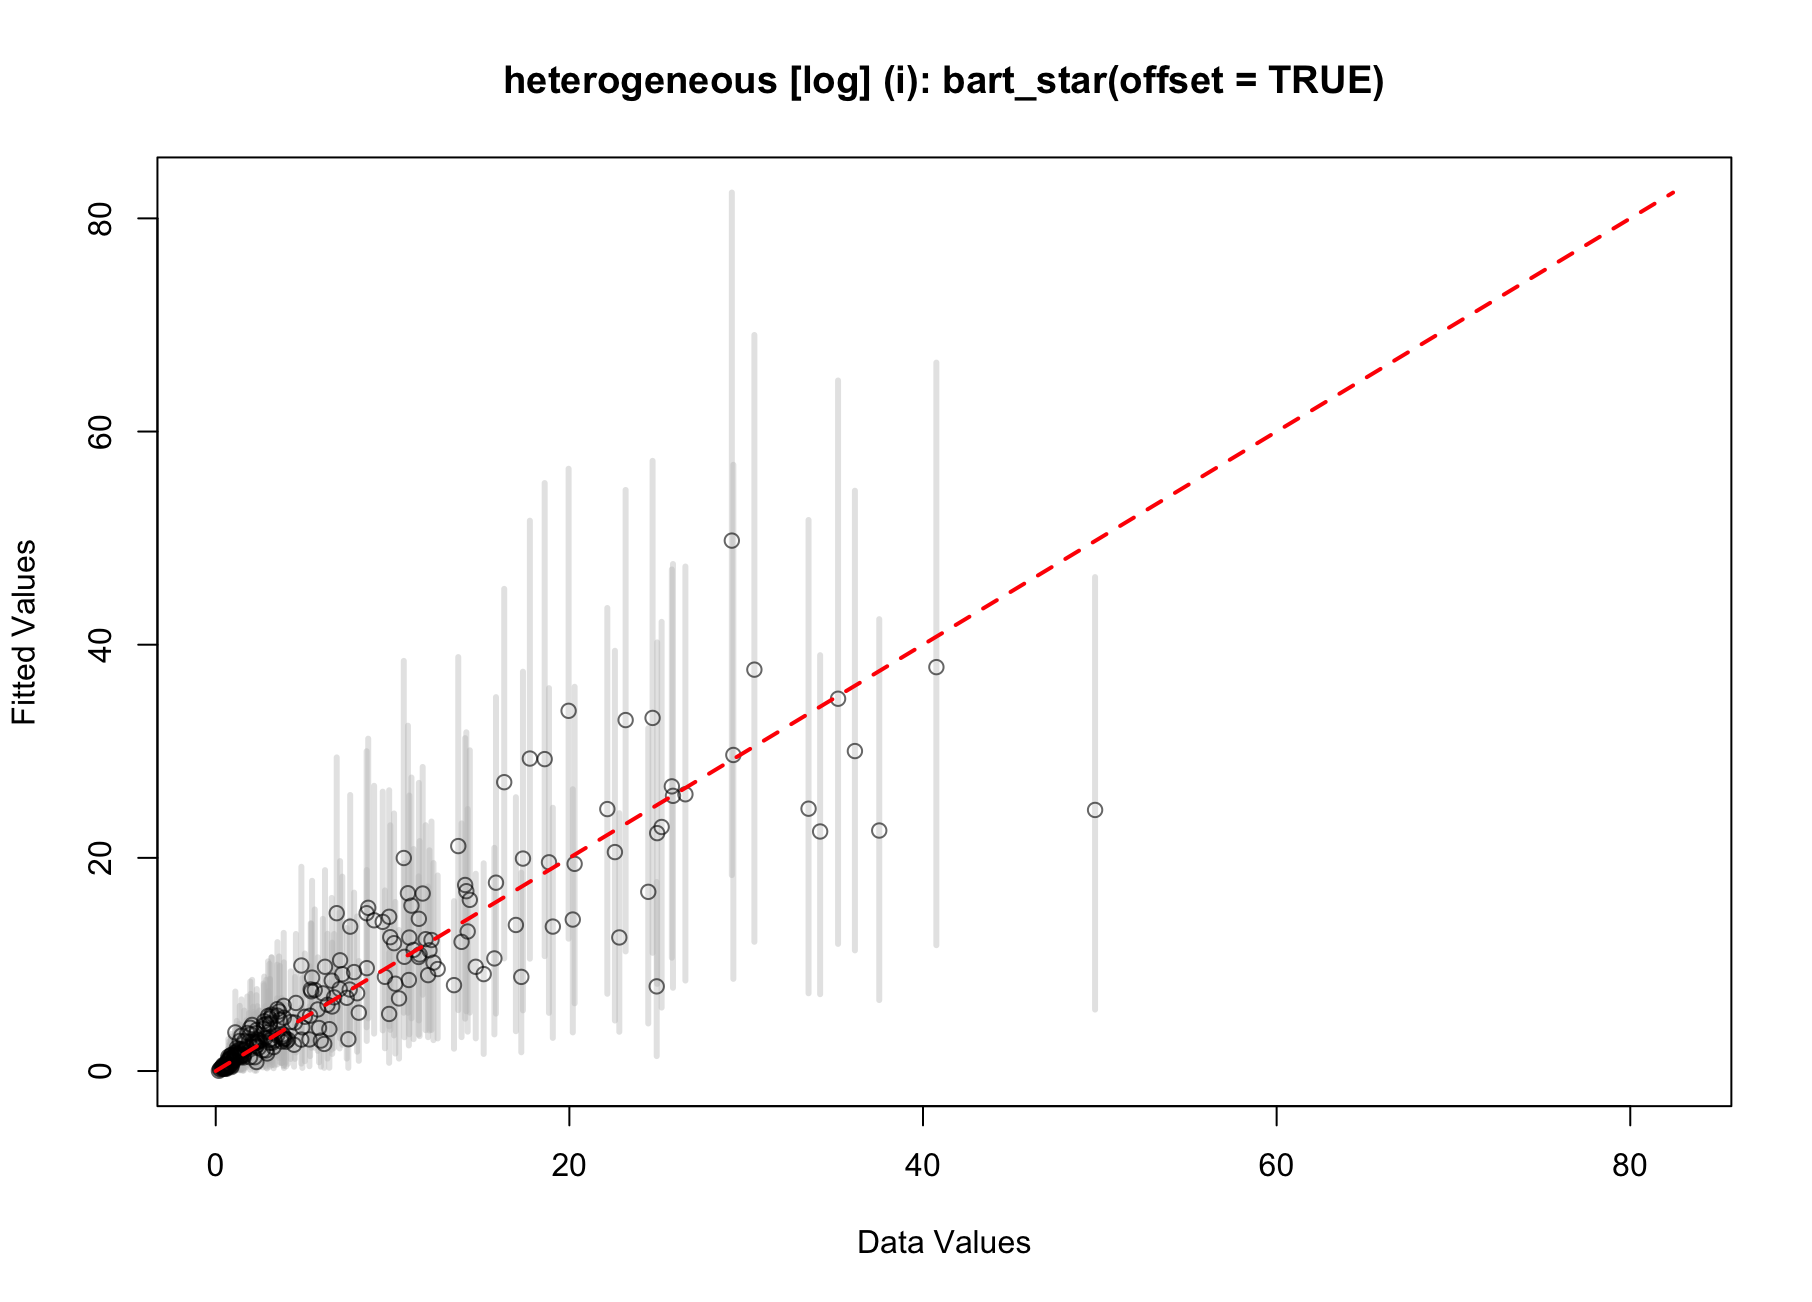 heterogeneous [log] (i): bart_star(offset = TRUE)
Fitted Values
80
60
40
20
0
0 20 40 60 80
Data Values